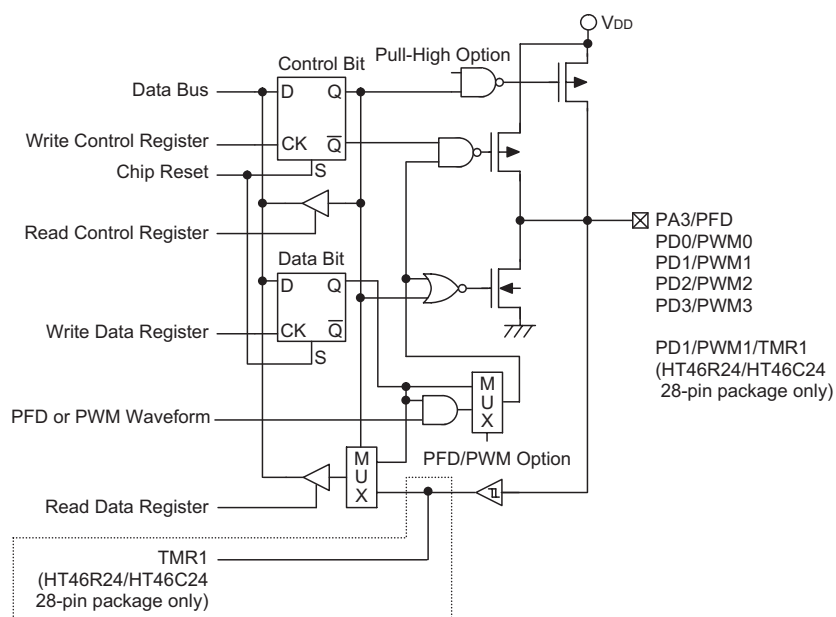 VDD
Pull-High Option
Control Bit
Data Bus
D
Q
Write Control Register
CK
Q
Chip Reset
S
Read Control Register
Data Bit
D
Q
Write Data Register
CK
Q
S
PA3/PFD
PD0/PWM0
PD1/PWM1
PD2/PWM2
PD3/PWM3
PD1/PWM1/TMR1
(HT46R24/HT46C24
28-pin package only)
M
U
X
PFD or PWM Waveform
PFD/PWM Option
M
U
X
Read Data Register
TMR1
(HT46R24/HT46C24
28-pin package only)